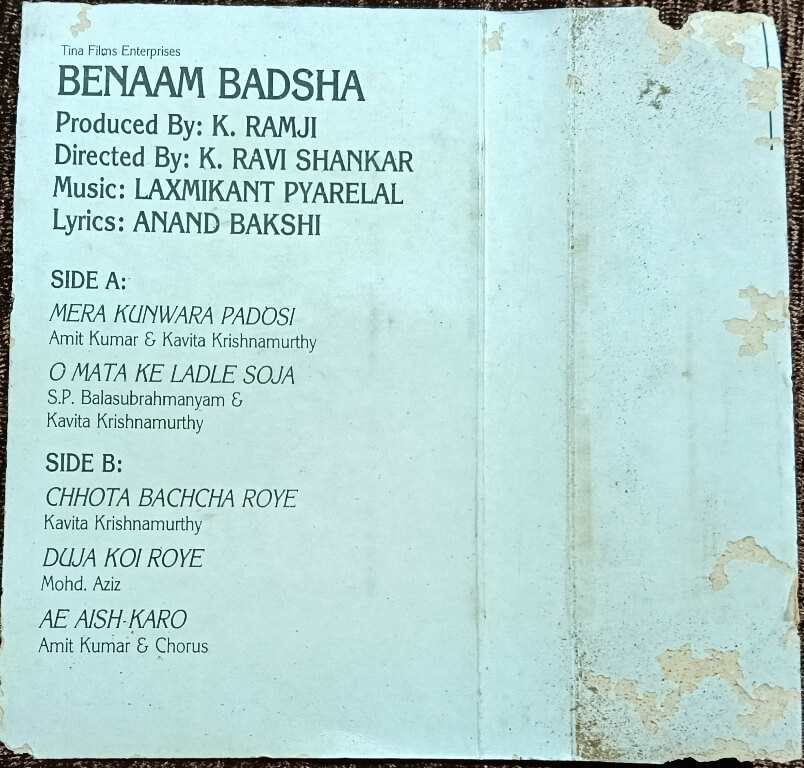 Tina Films Enterprises
BENAAM BADSHA
Produced By: K. RAMJI
Directed By: K. RAVI SHANKAR
Music: LAXMIKANT PYARELAL
Lyrics: ANAND BAKSHI
SIDE A:
MERA KUNWARA PADOSI
Amit Kumar & Kavita Krishnamurthy
O MATA KE LADLE SOJA
S.P. Balasubrahmanyam &
Kavita Krishnamurthy
SIDE B:
CHHOTA BACHCHA ROYE
Kavita Krishnamurthy
DUJA KOI ROYE
Mohd. Aziz
AE AISH-KARO
Amit Kumar & Chorus